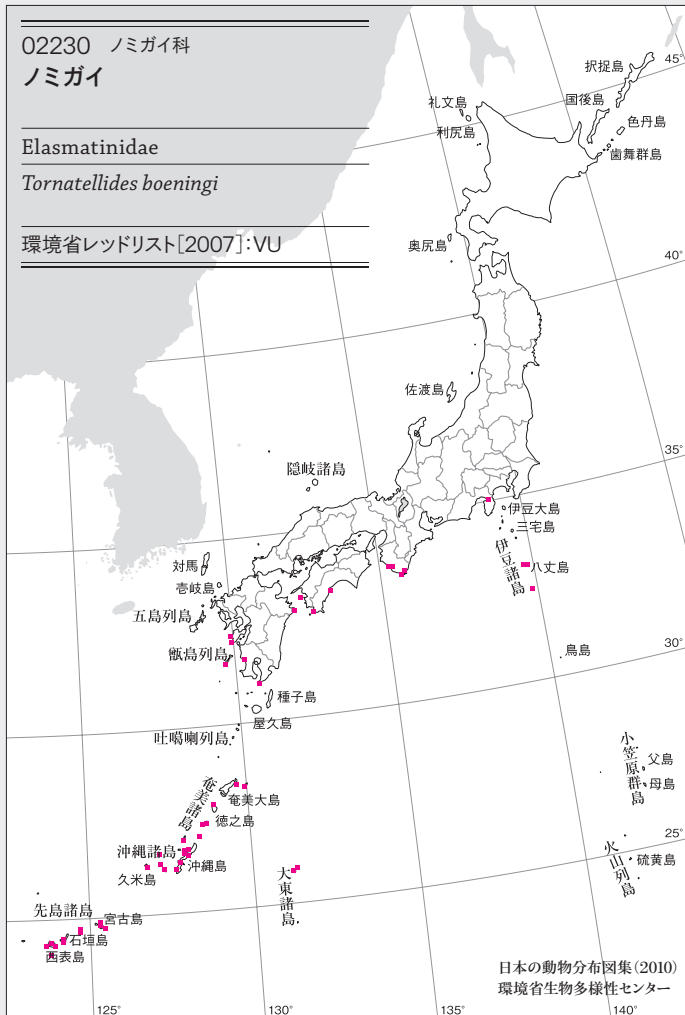 02230 ノミガイ科
ノミガイ
Elasmatinidae
Tornatellides boeningi
環境省レッドリスト[2007]:VU
45°
択捉島
国後島
礼文島
色丹島
利尻島
歯舞群島
奥尻島
40°
佐渡島
35°
隠岐諸島
伊豆大島
三宅島
伊豆諸島
八丈島
対馬
壱岐島
五島列島
甑島列島
30°
鳥島
種子島
屋久島
吐噶喇列島
小笠原群島
父島
母島
奄美諸島
奄美大島
徳之島
25°
沖縄諸島
沖縄島
久米島
大東諸島
火山列島
硫黄島
先島諸島
宮古島
石垣島
西表島
日本の動物分布図集(2010)
環境省生物多様性センター
125°
130°
135°
140°